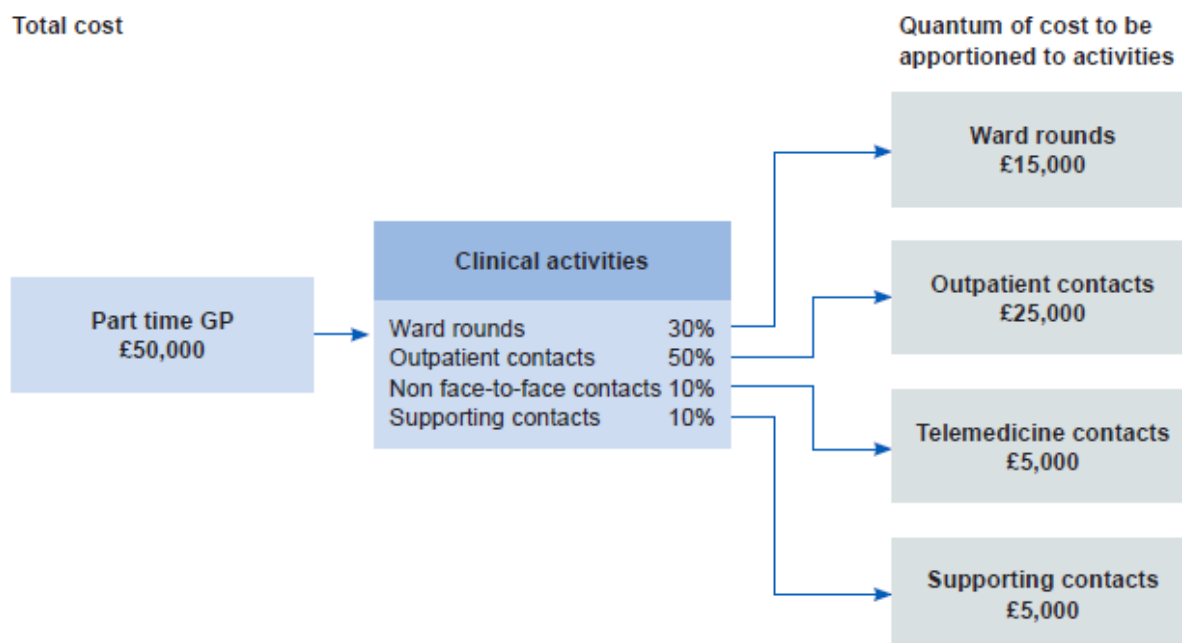 Total cost
Quantum of cost to be
apportioned to activities
Part time GP
£50,000
Clinical activities
Ward rounds 30%
Outpatient contacts 50%
Non face-to-face contacts 10%
Supporting contacts 10%
Ward rounds
£15,000
Outpatient contacts
£25,000
Telemedicine contacts
£5,000
Supporting contacts
£5,000